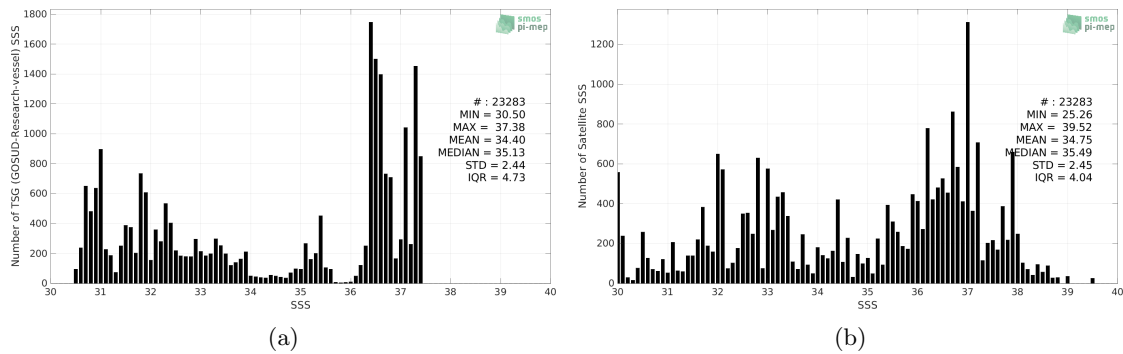 1800
1600
1400
1200
1000
800
600
400
200
0
Number of TSG (GOSUD-Research-vessel) SSS
30 31 32 33 34 35 36 37 38 39 40
SSS
smos
pi-mep
# : 23283
MIN = 30.50
MAX = 37.38
MEAN = 34.40
MEDIAN = 35.13
STD = 2.44
IQR = 4.73
(a)
1200
1000
800
600
400
200
0
Number of Satellite SSS
30 31 32 33 34 35 36 37 38 39 40
SSS
smos
pi-mep
# : 23283
MIN = 25.26
MAX = 39.52
MEAN = 34.75
MEDIAN = 35.49
STD = 2.45
IQR = 4.04
(b)